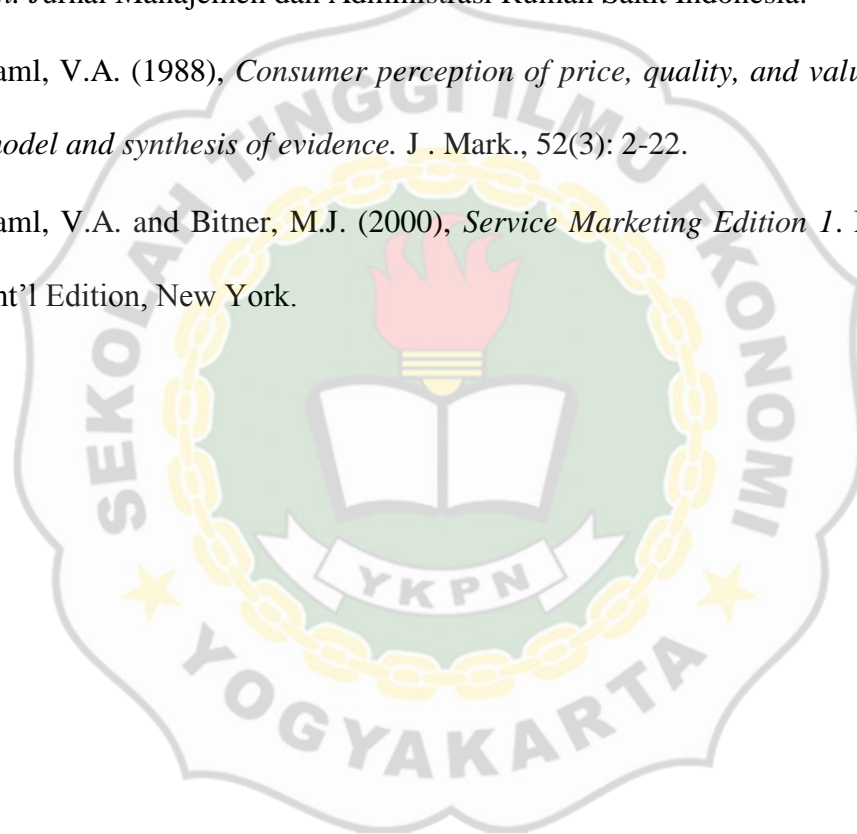 Jurnal Manajemen dan Administrasi Rumah Sakit Indonesia.
aml, V.A. (1988), Consumer perception of price, quality, and valu
odel and synthesis of evidence. J . Mark., 52(3): 2-22.
aml, V.A. and Bitner, M.J. (2000), Service Marketing Edition 1.
nt’l Edition, New York.
SEKOLAH TINGGI ILMU EKONOMI
YKPN
YOGYAKARTA